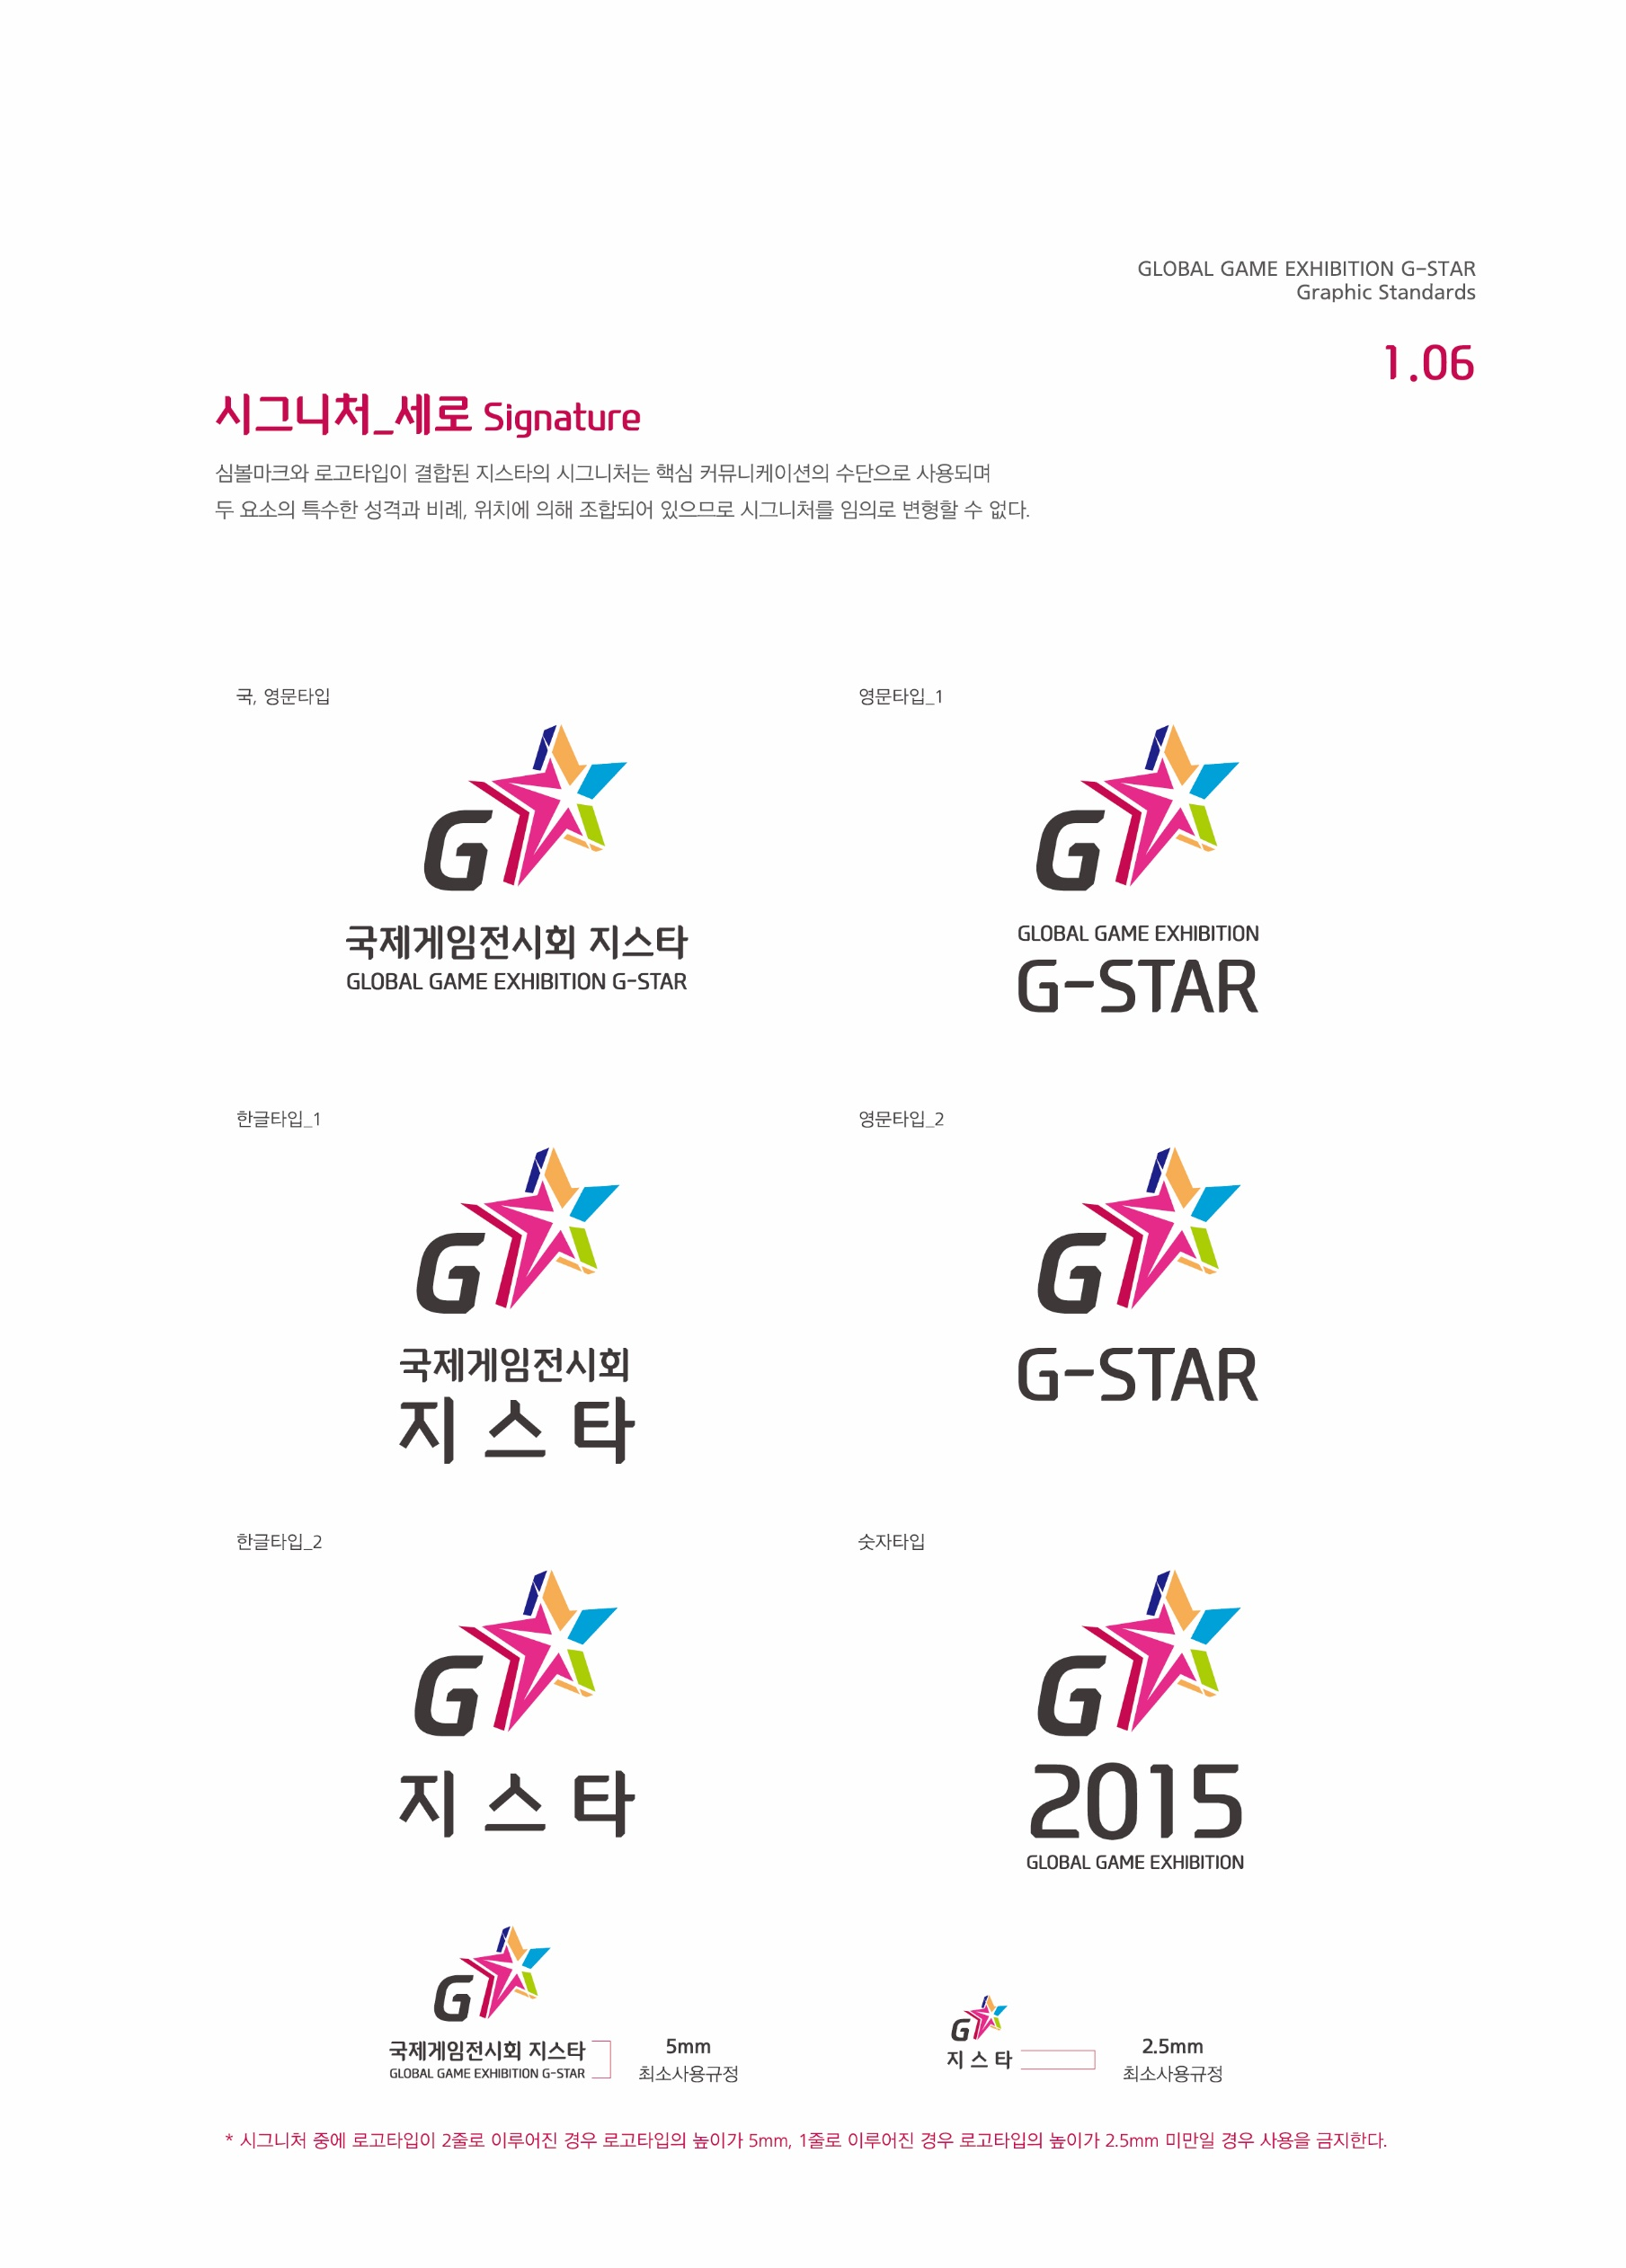 GLOBAL GAME EXHIBITION G-STAR
Graphic Standards
1.06
시그니처_세로 Signature
심볼마크와 로고타입이 결합된 지스타의 시그니처는 핵심 커뮤니케이션의 수단으로 사용되며
두 요소의 특수한 성격과 비례, 위치에 의해 조합되어 있으므로 시그니처를 임의로 변형할 수 없다.
국, 영문타입
G
국제게임전시회 지스타
GLOBAL GAME EXHIBITION G-STAR
영문타입_1
G
GLOBAL GAME EXHIBITION
G-STAR
한글타입_1
G
국제게임전시회
지스타
영문타입_2
G
G-STAR
한글타입_2
G
지스타
숫자타입
G
2015
GLOBAL GAME EXHIBITION
G
국제게임전시회 지스타
GLOBAL GAME EXHIBITION G-STAR
5mm
최소사용규정
G
지스타
2.5mm
최소사용규정
* 시그니처 중에 로고타입이 2줄로 이루어진 경우 로고타입의 높이가 5mm, 1줄로 이루어진 경우 로고타입의 높이가 2.5mm 미만일 경우 사용을 금지한다.